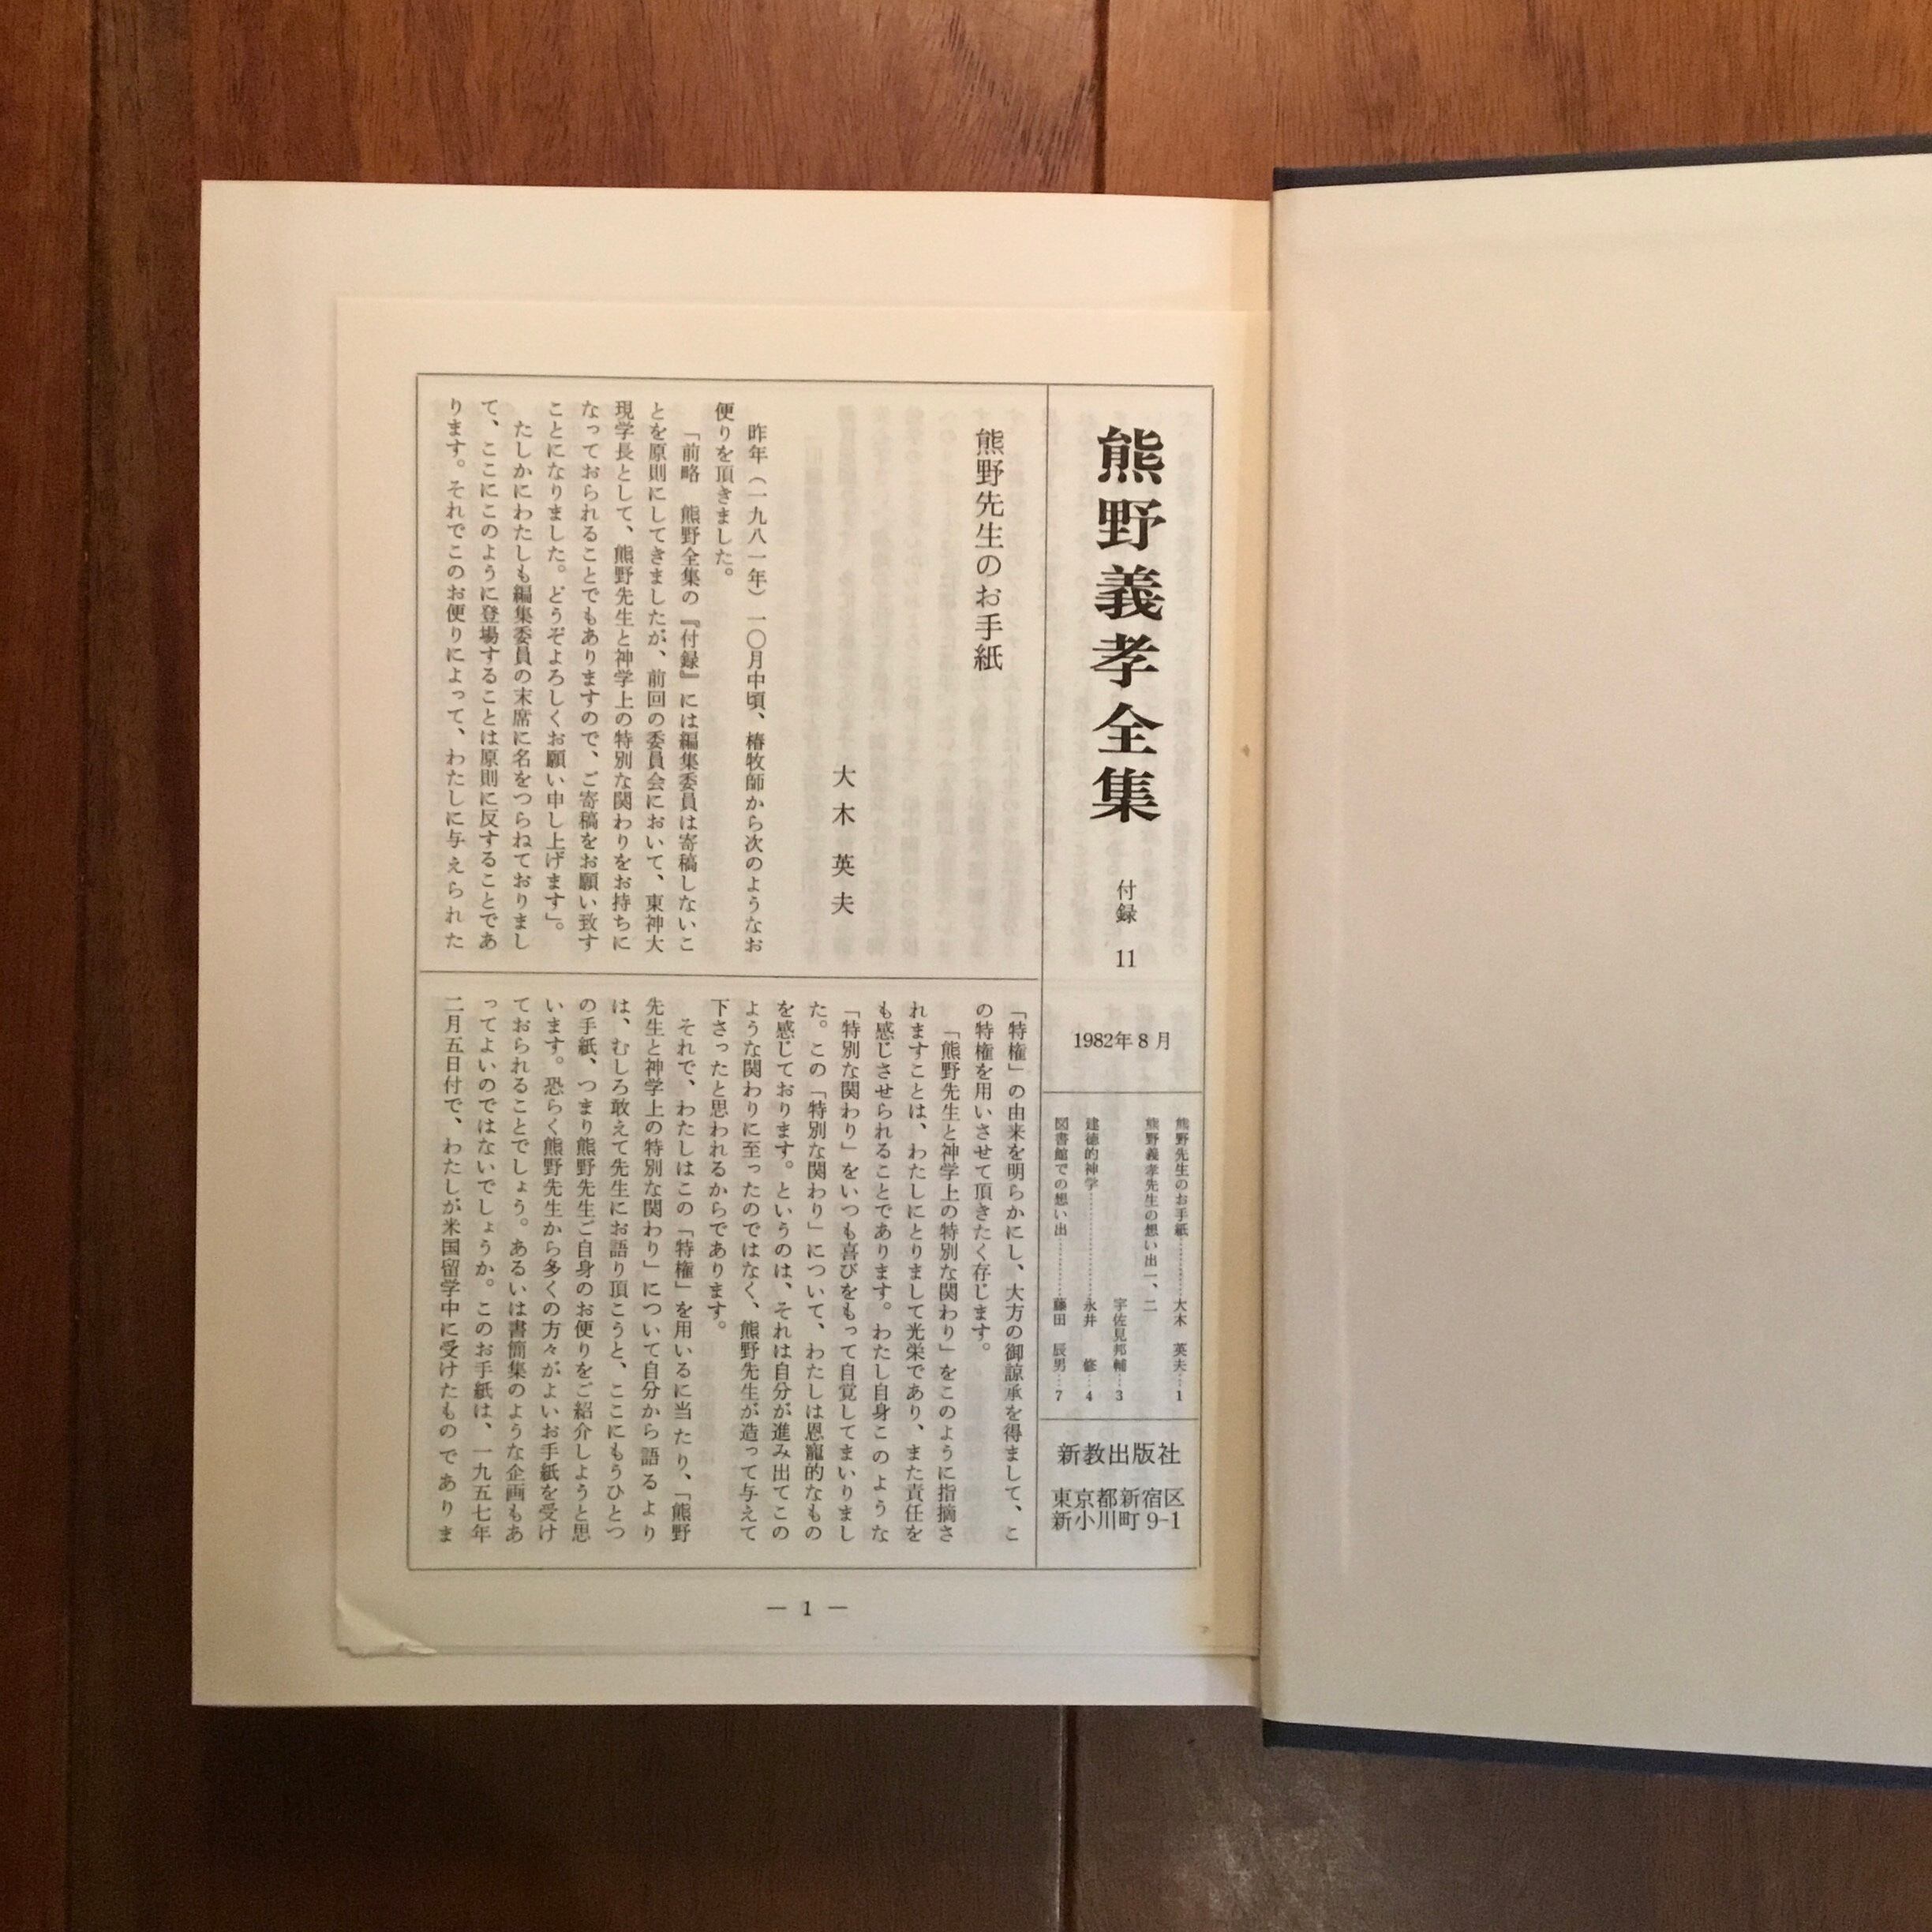 熊野義孝全集
付録 11
1982年8月
熊野先生のお手紙…………大木 英夫…1
熊野義孝先生の想い出一、二
宇佐見邦輔…3
建徳的神学…………永井 修…4
図書館での想い出…………藤田 辰男…7
新教出版社
東京都新宿区
新小川町9-1
熊野先生のお手紙
大木英夫
昨年（一九八一年）一〇月中頃、椿牧師から次のようなお
便りを頂きました。
「前略　熊野全集の『付録』には編集委員は寄稿しないこ
とを原則にしてきましたが、前回の委員会において、東神大
現学長として、熊野先生と神学上の特別な関わりをお持ちに
なっておられることでもありますので、ご寄稿をお願い致す
ことになりました。どうぞよろしくお願い申し上げます」。
たしかにわたしも編集委員の末席に名をつらねておりまし
て、ここにこのように登場することは原則に反することであ
ります。それでこのお便りによって、わたしに与えられた
「特権」の由来を明らかにし、大方の御諒承を得まして、こ
の特権を用いさせて頂きたく存じます。
「熊野先生と神学上の特別な関わり」をこのように指摘さ
れますことは、わたしにとりまして光栄であり、また責任を
も感じさせられることであります。わたし自身このような
「特別な関わり」をいつも喜びをもって自覚してまいりまし
た。この「特別な関わり」について、わたしは恩寵的なもの
を感じております。というのは、それは自分が進み出てこの
ような関わりに至ったのではなく、熊野先生が造って与えて
下さったと思われるからであります。
それで、わたしはこの「特権」を用いるに当たり、「熊野
先生と神学上の特別な関わり」について自分から語るより
は、むしろ敢えて先生にお語り頂こうと、ここにもうひとつ
の手紙、つまり熊野先生ご自身のお便りをご紹介しようと思
います。恐らく熊野先生から多くの方々がよいお手紙を受け
ておられることでしょう。あるいは書簡集のような企画もあ
ってよいのではないでしょうか。このお手紙は、一九五七年
二月五日付で、わたしが米国留学中に受けたものでありま
— 1 —